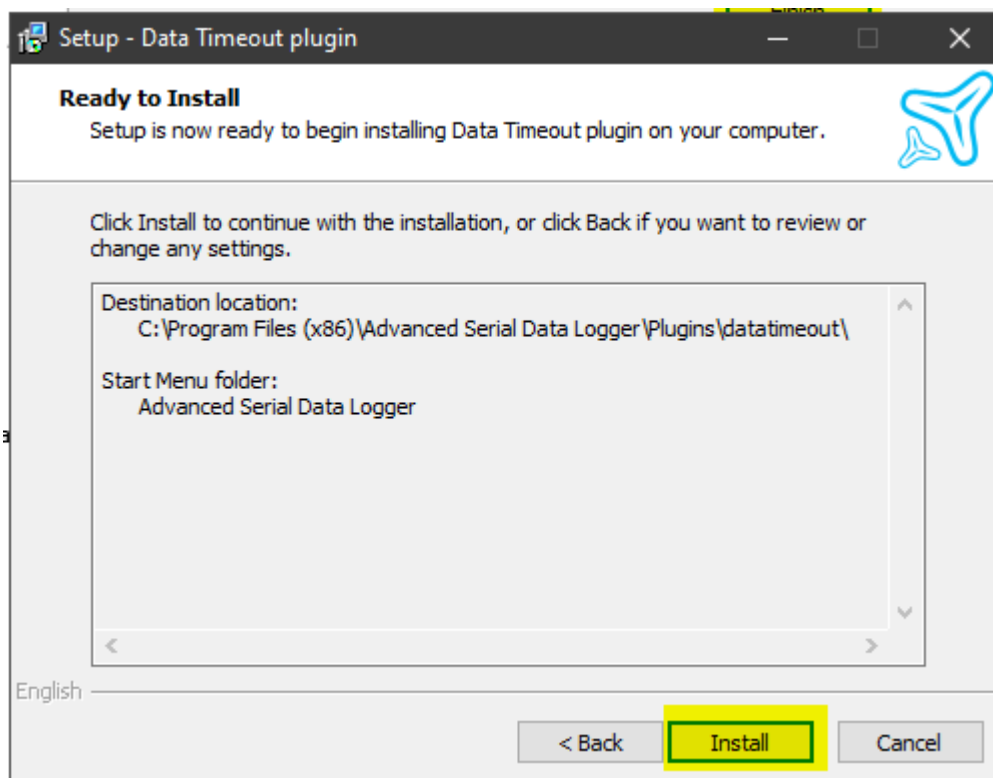 Finish
Setup - Data Timeout plugin
Ready to Install
Setup is now ready to begin installing Data Timeout plugin on your computer.
Click Install to continue with the installation, or click Back if you want to review or
change any settings.
Destination location:
C:\Program Files (x86)\Advanced Serial Data Logger\Plugins\datatimeout\
Start Menu folder:
Advanced Serial Data Logger
English
< Back
Install
Cancel